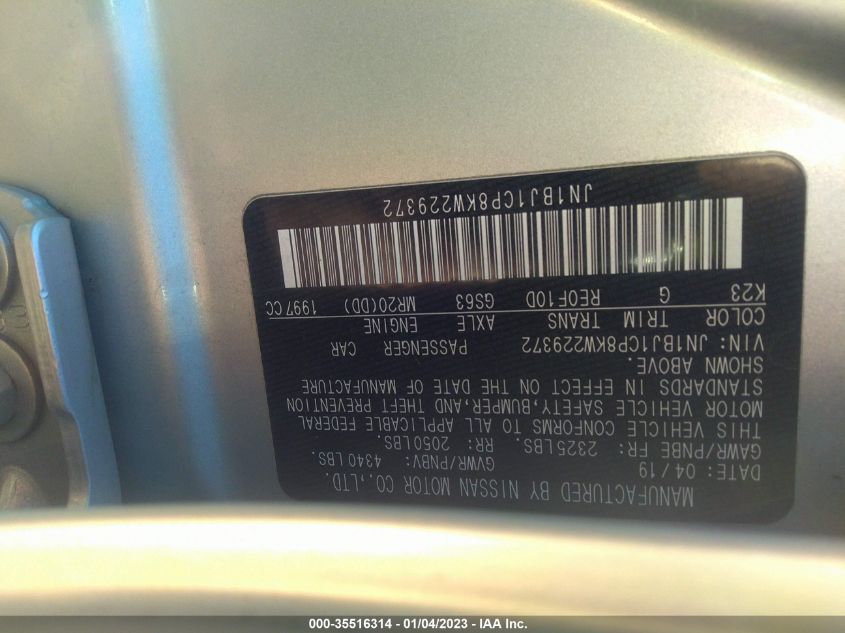 MANUFACTURED BY NISSAN MOTOR CO.,LTD.
DATE: 04/19 GVWR/PNBV: 4340LBS.
GAWR/PNBE FR: 2325LBS. RR: 2050LBS.
THIS VEHICLE CONFORMS TO ALL APPLICABLE FEDERAL
MOTOR VEHICLE SAFETY,BUMPER,AND THEFT PREVENTION
STANDARDS IN EFFECT ON THE DATE OF MANUFACTURE
SHOWN ABOVE.
VIN: JN1BJ1CP8KW229372 PASSENGER CAR
COLOR TRIM TRANS AXLE ENGINE
K23 G RE0F10D GS63 MR20(DD) 1997CC
JN1BJ1CP8KW229372
000-35516314 - 01/04/2023 - IAA Inc.